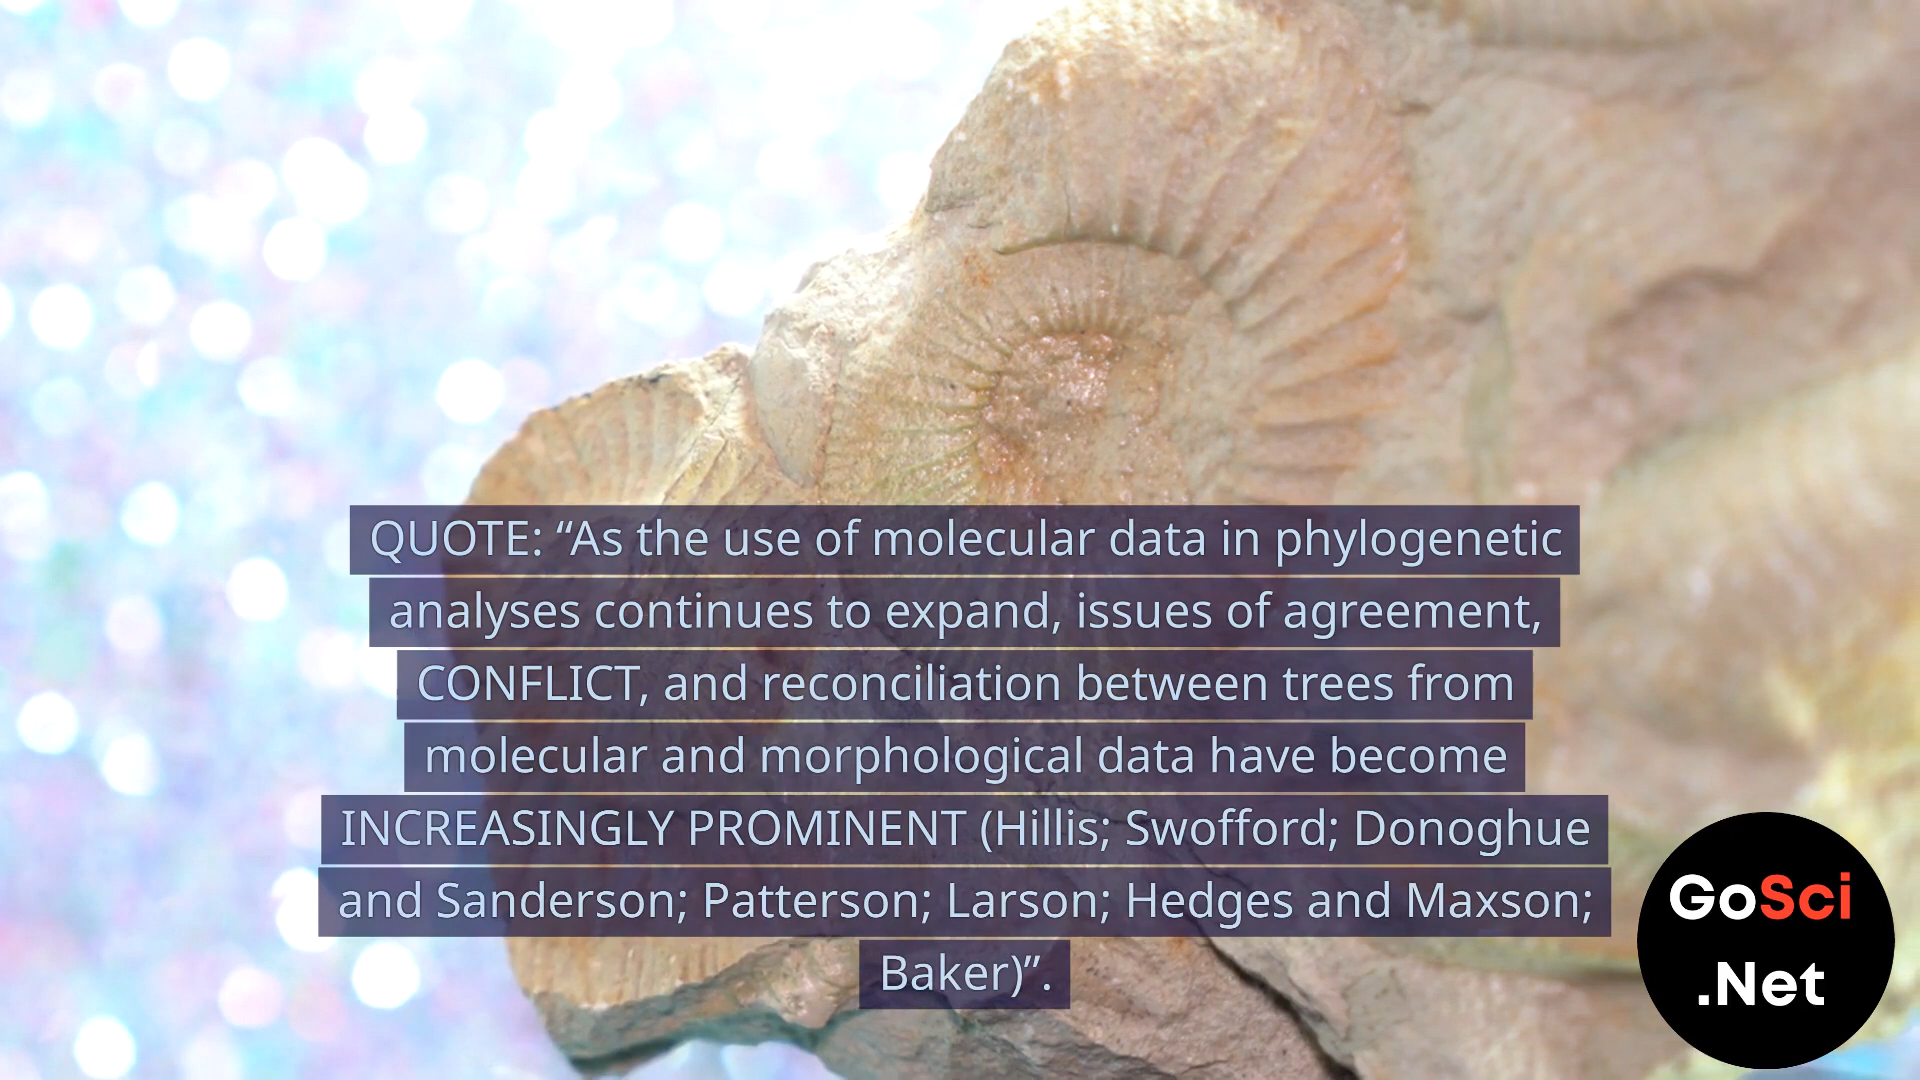 QUOTE: “As the use of molecular data in phylogenetic
analyses continues to expand, issues of agreement,
CONFLICT, and reconciliation between trees from
molecular and morphological data have become
INCREASINGLY PROMINENT (Hillis; Swofford; Donoghue
and Sanderson; Patterson; Larson; Hedges and Maxson;
Baker)”.
GoSci
.Net